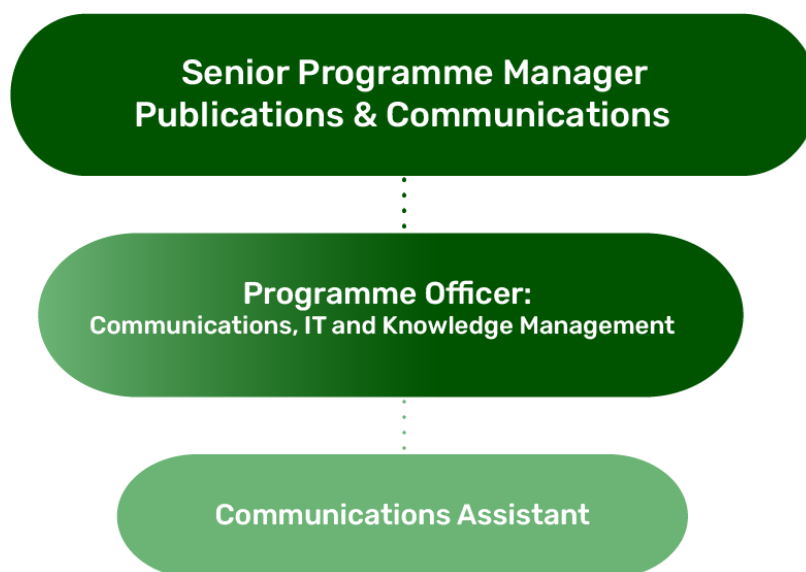 Senior Programme Manager
Publications & Communications
Programme Officer:
Communications, IT and Knowledge Management
Communications Assistant